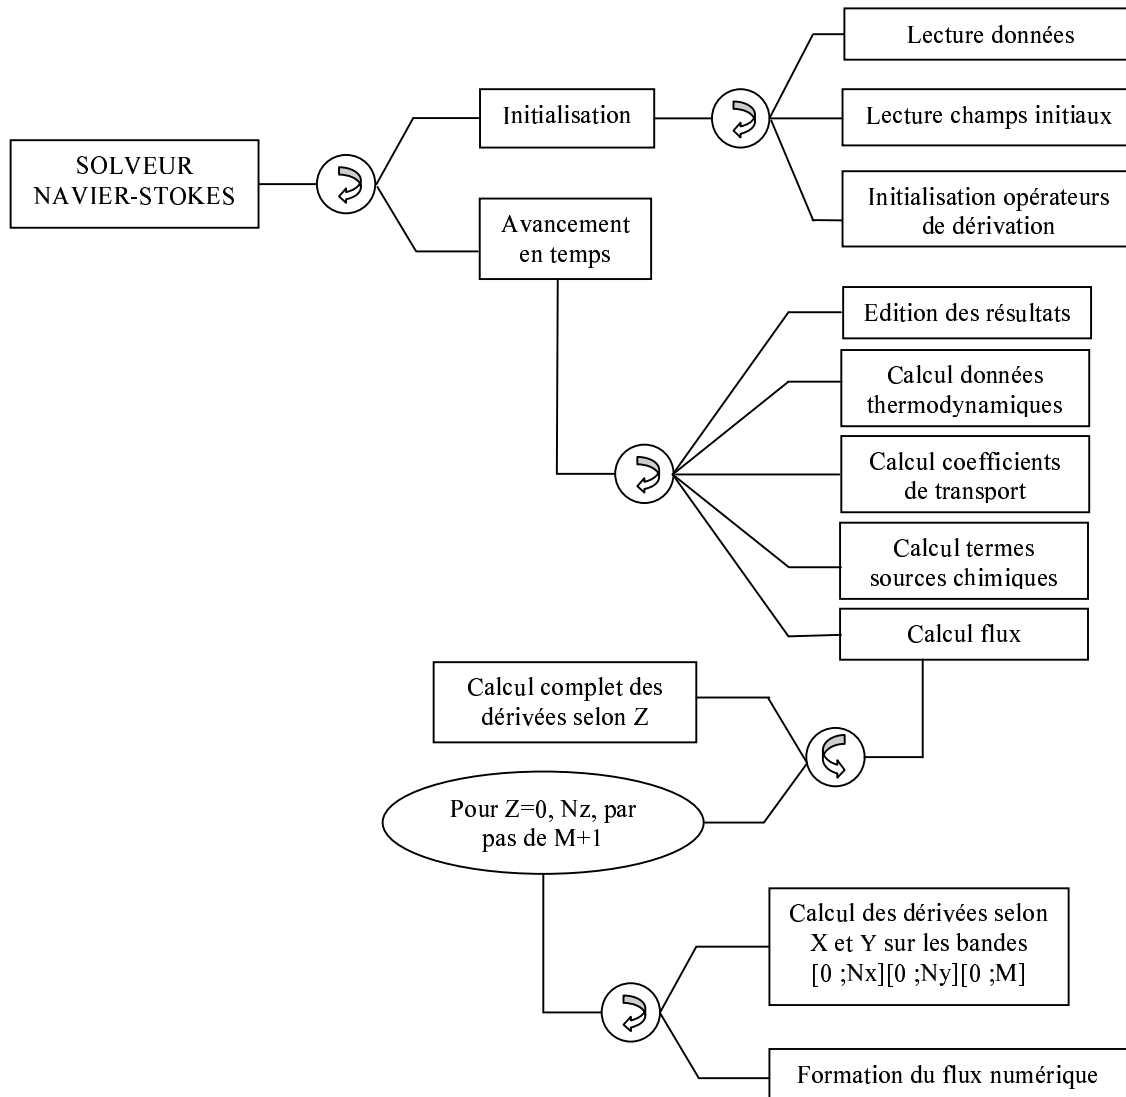 SOLVEUR
NAVIER-STOKES
Initialisation
Lecture données
Lecture champs initiaux
Initialisation opérateurs
de dérivation
Avancement
en temps
Edition des résultats
Calcul données
thermodynamiques
Calcul coefficients
de transport
Calcul termes
sources chimiques
Calcul flux
Calcul complet des
dérivées selon Z
Pour Z=0, Nz, par
pas de M+1
Calcul des dérivées selon
X et Y sur les bandes
[0 ;Nx][0 ;Ny][0 ;M]
Formation du flux numérique